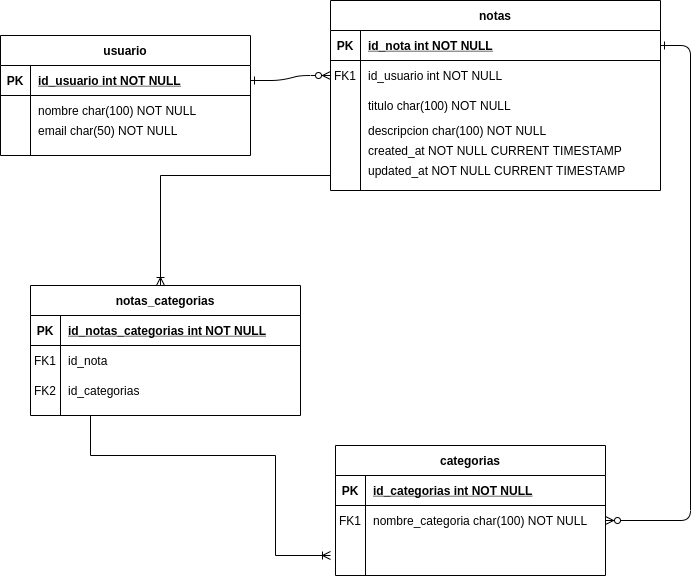 usuario
PK id_usuario int NOT NULL
nombre char(100) NOT NULL
email char(50) NOT NULL
notas
PK id_nota int NOT NULL
FK1 id_usuario int NOT NULL
titulo char(100) NOT NULL
descripcion char(100) NOT NULL
created_at NOT NULL CURRENT TIMESTAMP
updated_at NOT NULL CURRENT TIMESTAMP
notas_categorias
PK id_notas_categorias int NOT NULL
FK1 id_nota
FK2 id_categorias
categorias
PK id_categorias int NOT NULL
FK1 nombre_categoria char(100) NOT NULL